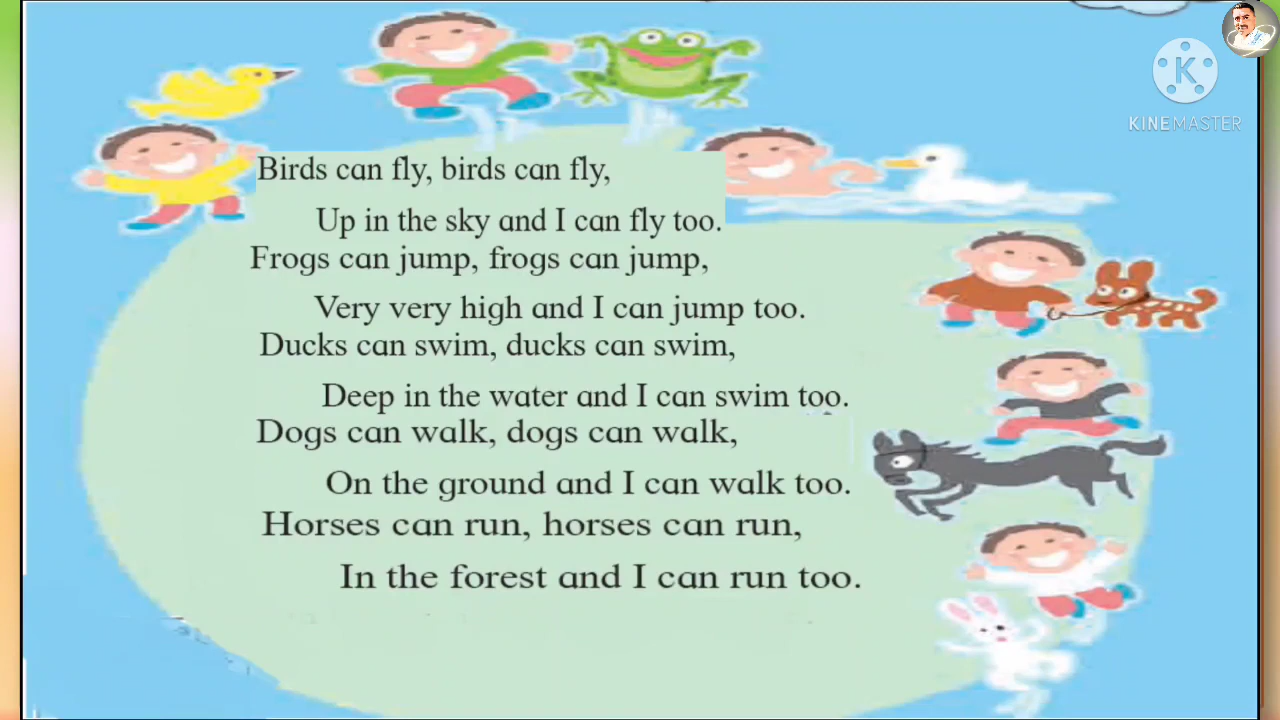 KINEMASTER
Birds can fly, birds can fly,
Up in the sky and I can fly too.
Frogs can jump, frogs can jump,
Very very high and I can jump too.
Ducks can swim, ducks can swim,
Deep in the water and I can swim too.
Dogs can walk, dogs can walk,
On the ground and I can walk too.
Horses can run, horses can run,
In the forest and I can run too.